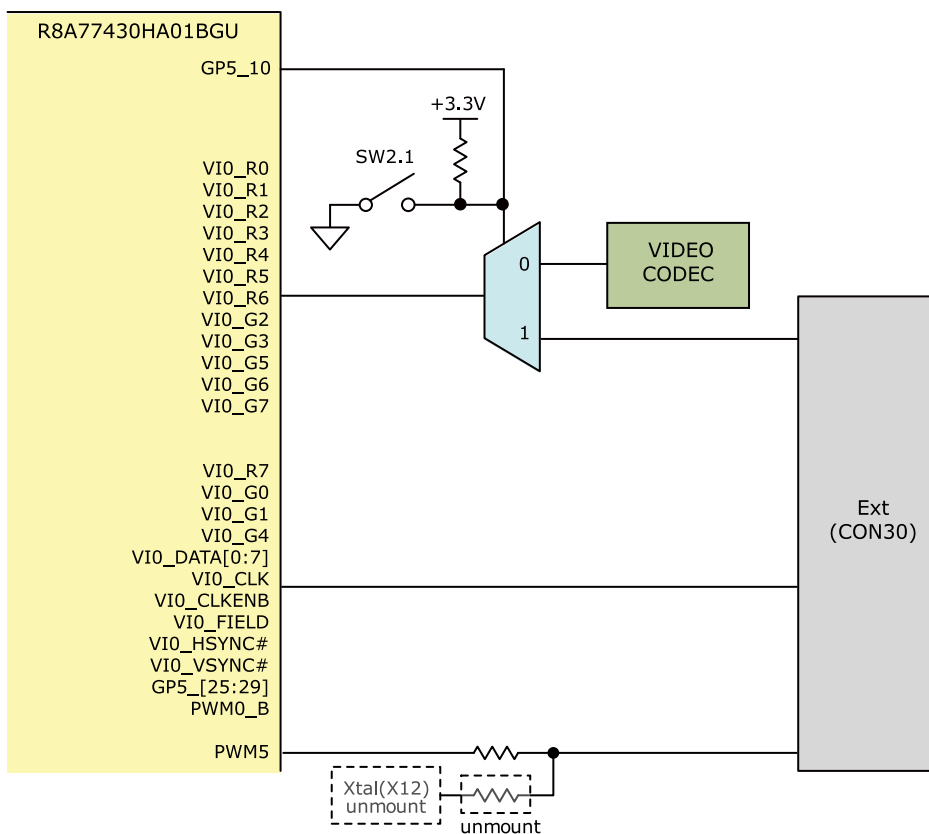 R8A77430HA01BGU
GP5_10
+3.3V
SW2.1
VI0_R0
VI0_R1
VI0_R2
VI0_R3
VI0_R4
VI0_R5
VI0_R6
VI0_G2
VI0_G3
VI0_G5
VI0_G6
VI0_G7
0
1
VIDEO
CODEC
VI0_R7
VI0_G0
VI0_G1
VI0_G4
VI0_DATA[0:7]
VI0_CLK
VI0_CLKENB
VI0_FIELD
VI0_HSYNC#
VI0_VSYNC#
GP5_[25:29]
PWM0_B
Ext
(CON30)
PWM5
Xtal(X12)
unmount
unmount